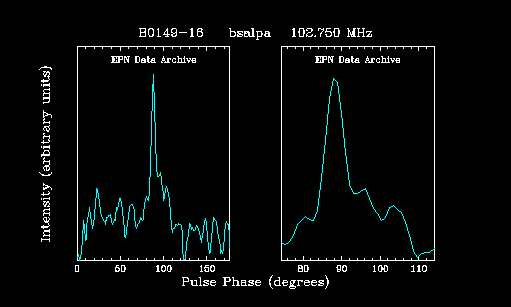 B0149-16 bsalpa 102.750 MHz
EPN Data Archive EPN Data Archive
Intensity (arbitrary units)
0 50 100 150 80 90 100 110
Pulse Phase (degrees)